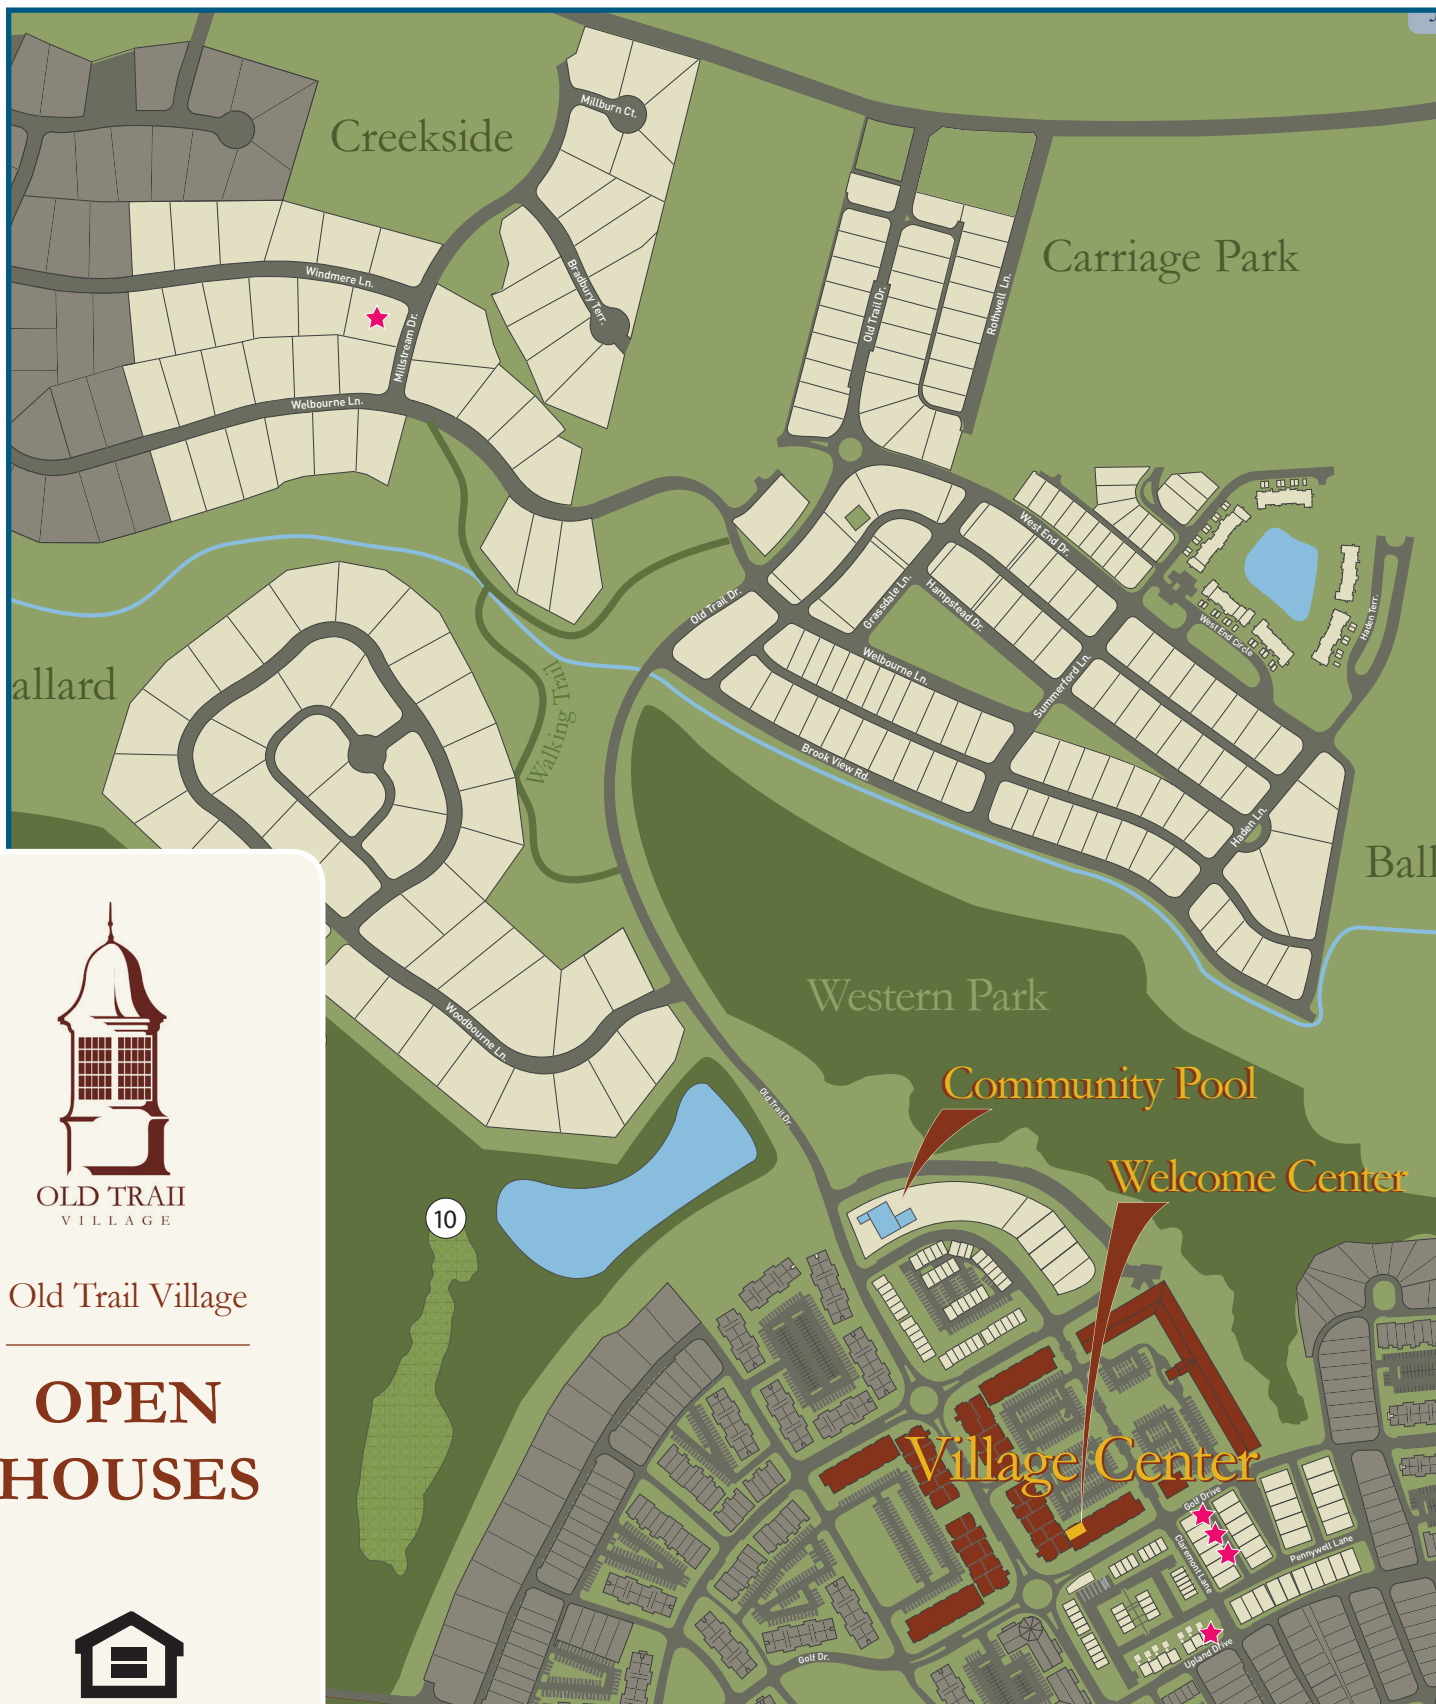 Creekside
Millburn Ct.
Bradbury Terr.
Windmere Ln.
Millstream Dr.
Welbourne Ln.
Carriage Park
Old Trail Dr.
Rothwell Ln.
West End Dr.
Grassdale Ln.
Hampstead Dr.
Old Trail Dr.
Welbourne Ln.
Summerford Ln.
West End Circle
Haden Terr.
allard
Walking Trail
Brook View Rd.
Haden Ln.
Ball
Western Park
Woodbourne Ln.
Old Trail Dr.
Community Pool
Welcome Center
10
OLD TRAIL
VILLAGE
Old Trail Village
OPEN
HOUSES
Village Center
Golf Drive
Claremont Lane
Pennywell Lane
Upland Drive
Golf Dr.